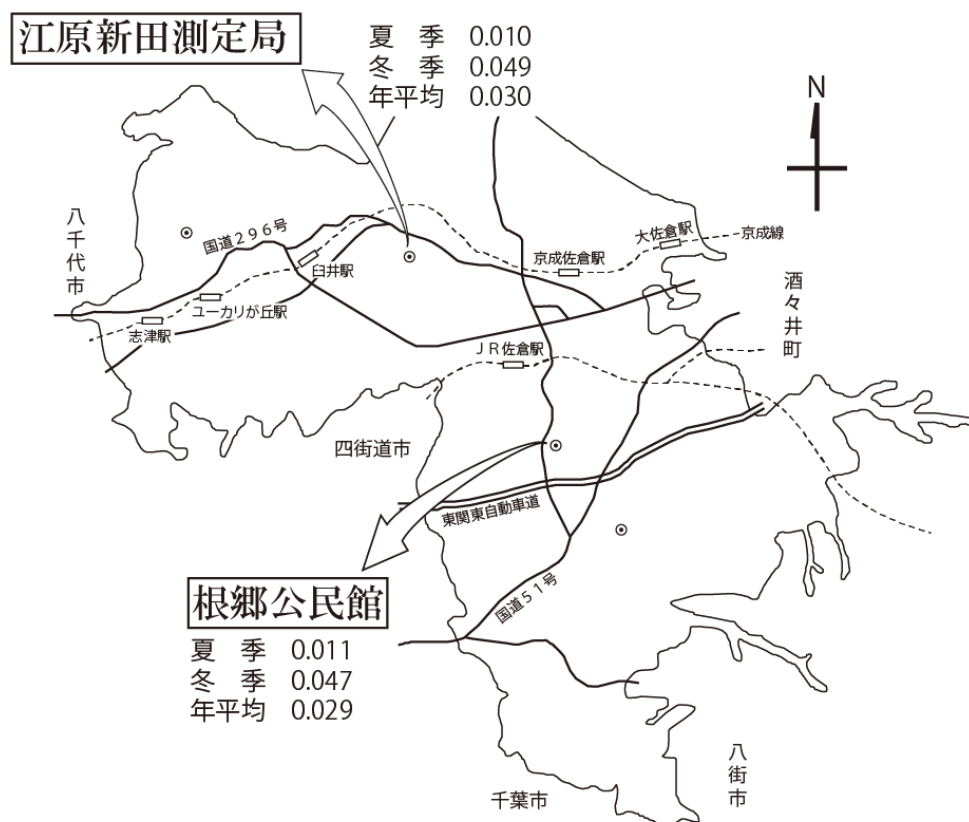 江原新田測定局
夏 季 0.010
冬 季 0.049
年平均 0.030
N
八千代市
国道296号
臼井駅
ユーカリが丘駅
志津駅
京成佐倉駅
大佐倉駅
京成線
酒々井町
JR佐倉駅
四街道市
東関東自動車道
国道51号
根郷公民館
夏 季 0.011
冬 季 0.047
年平均 0.029
八街市
千葉市